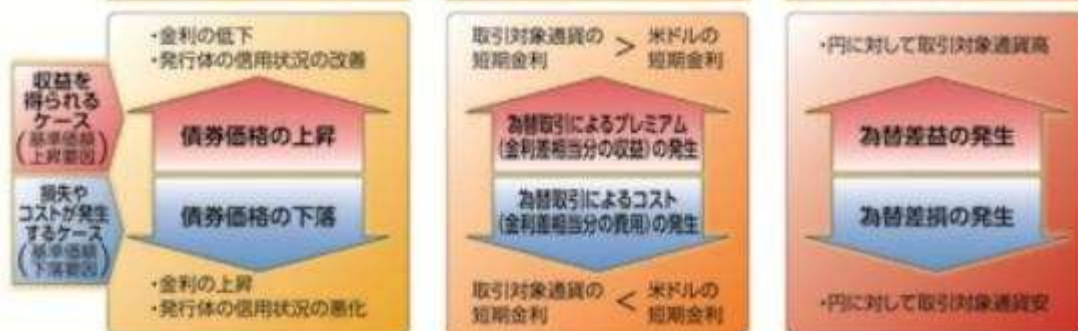 収益を
得られる
ケース
(基準価額
上昇要因)
損失や
コストが発生
するケース
(基準価額
下落要因)
・金利の低下
・発行体の信用状況の改善
債券価格の上昇
債券価格の下落
・金利の上昇
・発行体の信用状況の悪化
取引対象通貨の
短期金利
>
米ドルの
短期金利
為替取引によるプレミアム
(金利差相当分の収益)の発生
為替取引によるコスト
(金利差相当分の費用)の発生
取引対象通貨の
短期金利
<
米ドルの
短期金利
・円に対して取引対象通貨高
為替差益の発生
為替差損の発生
・円に対して取引対象通貨安